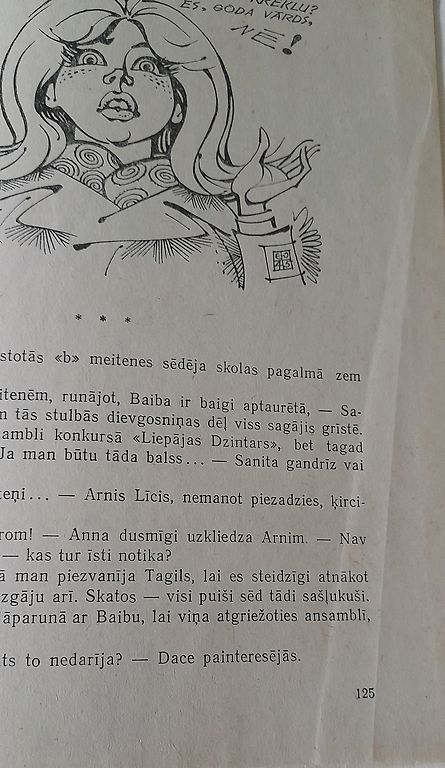 KREKLU?
ES, GODA VĀRDS,
NĒ!
* * *
stotās «b» meitenes sēdēja skolas pagalmā zem
itenēm, runājot, Baiba ir baigi aptaurētā, — Sa-
n tās stulbās dievgosniņas dēļ viss sagājis grīstē.
ambli konkursā «Liepājas Dzintars», bet tagad
Ja man būtu tāda balss... — Sanita gandrīz vai
teņi... — Arnis Līcis, nemanot piezadzies, ķirci-
rom! — Anna dusmīgi uzkliedza Arnim. — Nav
— kas tur īsti notika?
ā man piezvanīja Tagils, lai es steidzīgi atnākot
zgāju arī. Skatos — visi puiši sēd tādi sašļukuši.
āparunā ar Baibu, lai viņa atgriežoties ansamblī,
ts to nedarīja? — Dace painteresējās.
125